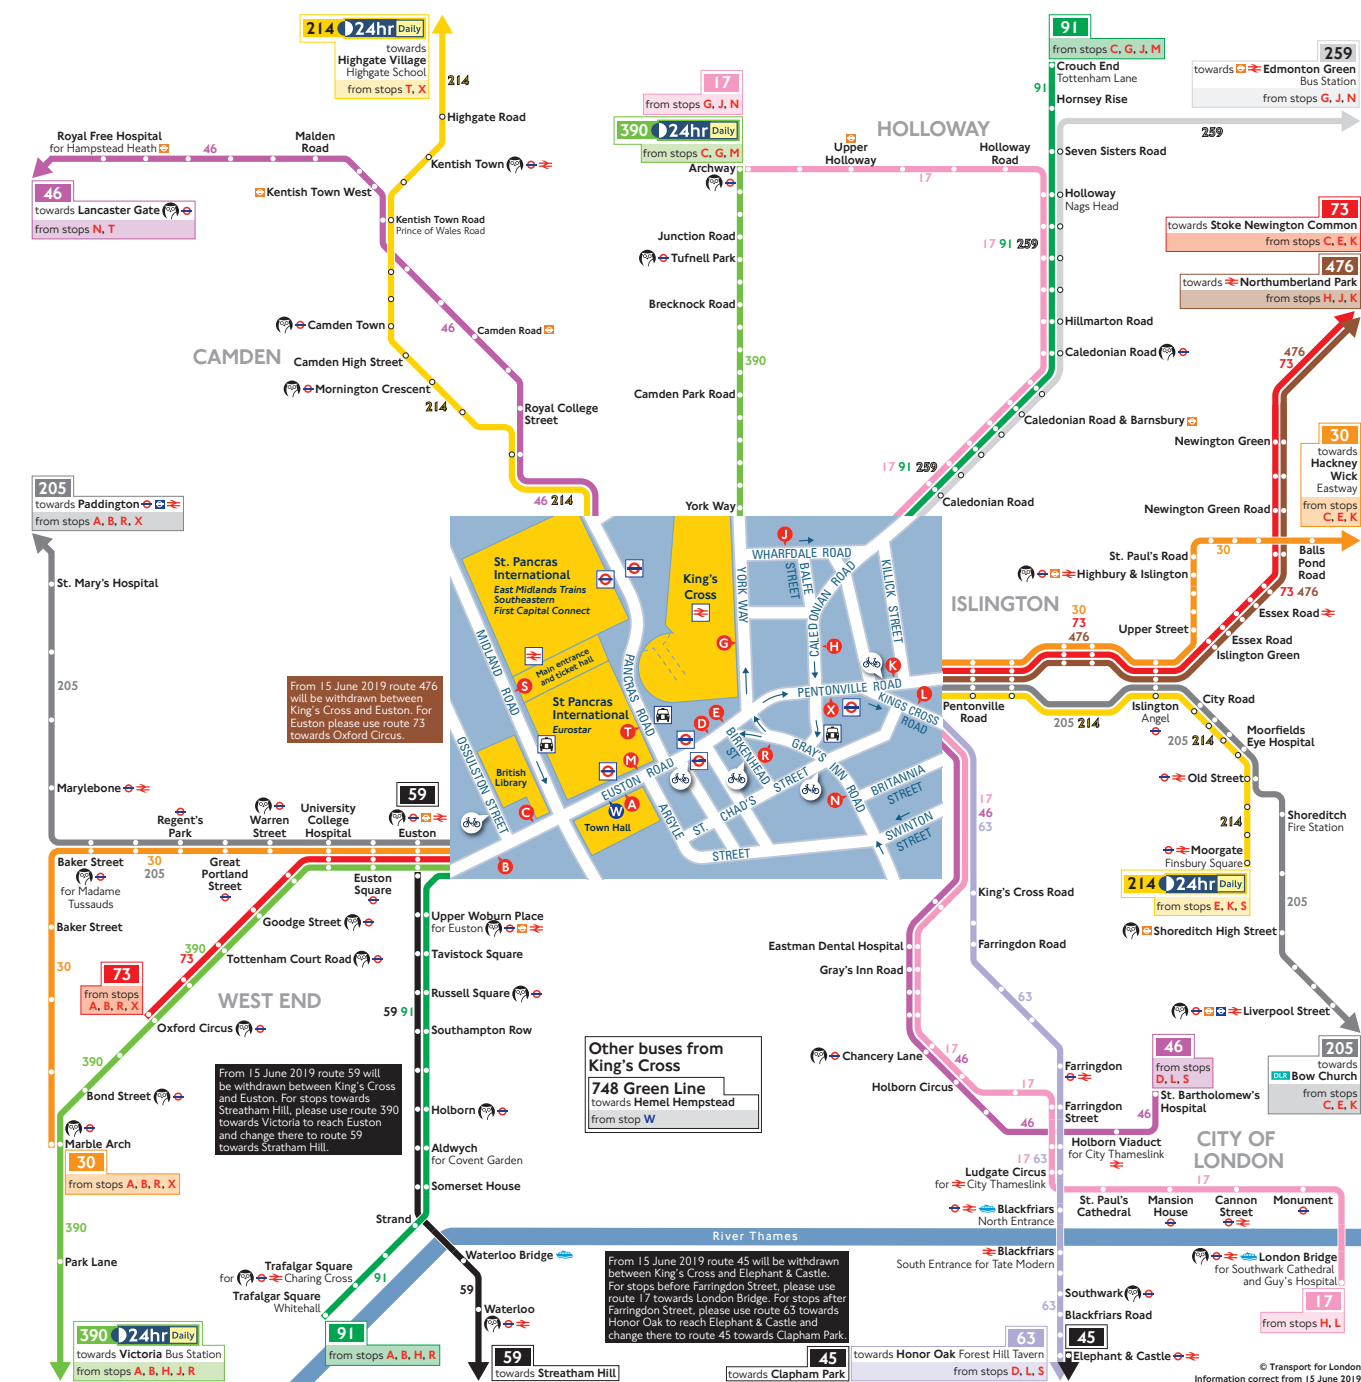 214 24hr Daily
towards
Highgate Village
Highgate School
from stops T, X
214
Highgate Road
Kentish Town
Royal Free Hospital
for Hampstead Heath
46
Malden
Road
46
towards Lancaster Gate
from stops N, T
Kentish Town West
Kentish Town Road
Prince of Wales Road
Camden Town
46
Camden Road
CAMDEN
Camden High Street
Mornington Crescent
214
Royal College
Street
46 214
17
from stops G, J, N
390 24hr Daily
from stops C, G, M
Archway
Junction Road
Tufnell Park
Brecknock Road
390
Camden Park Road
York Way
HOLLOWAY
Upper
Holloway
Holloway
Road
17
91
from stops C, G, J, M
Crouch End
Tottenham Lane
91
Hornsey Rise
259
towards Edmonton Green
Bus Station
from stops G, J, N
259
Seven Sisters Road
Holloway
Nags Head
17 91 259
Hillmarton Road
Caledonian Road
Caledonian Road & Barnsbury
17 91 259
Caledonian Road
73
towards Stoke Newington Common
from stops C, E, K
476
towards Northumberland Park
from stops H, J, K
476
73
Newington Green
Newington Green Road
30
towards
Hackney
Wick
Eastway
from stops
C, E, K
St. Paul's Road
30
Balls
Pond
Road
Highbury & Islington
73 476
Essex Road
ISLINGTON
30
73
476
Upper Street
Essex Road
Islington Green
Pentonville
Road
205 214
Islington
Angel
City Road
205 214
Moorfields
Eye Hospital
Old Street
214
Shoreditch
Fire Station
Moorgate
Finsbury Square
214 24hr Daily
from stops E, K, S
205
Shoreditch High Street
Liverpool Street
205
towards
DLR Bow Church
from stops
C, E, K
205
towards Paddington
from stops A, B, R, X
St. Mary's Hospital
205
Marylebone
From 15 June 2019 route 476
will be withdrawn between
King's Cross and Euston. For
Euston please use route 73
towards Oxford Circus.
59
Euston
Regent's
Park
Warren
Street
University
College
Hospital
Baker Street
for Madame
Tussauds
30
205
Great
Portland
Street
Euston
Square
Goodge Street
Baker Street
390
73
Tottenham Court Road
30
73
from stops
A, B, R, X
WEST END
Oxford Circus
390
Bond Street
Marble Arch
30
from stops A, B, R, X
390
Park Lane
390 24hr Daily
towards Victoria Bus Station
from stops A, B, H, J, R
From 15 June 2019 route 59 will
be withdrawn between King's Cross
and Euston. For stops towards
Streatham Hill, please use route 390
towards Victoria to reach Euston
and change there to route 59
towards Stratham Hill.
St. Pancras
International
East Midlands Trains
Southeastern
First Capital Connect
King's
Cross
Main entrance
and ticket hall
St Pancras
International
Eurostar
British
Library
Town Hall
MIDLAND ROAD
OSSULSTON STREET
PANCRAS ROAD
EUSTON ROAD
ARGYLE
STREET
ST. CHAD'S STREET
BIRKENHEAD
ST
GRAY'S INN ROAD
BRITANNIA
STREET
SWINTON
STREET
WHARFDALE ROAD
BALFE
STREET
YORK WAY
CALEDONIAN ROAD
KILLICK STREET
PENTONVILLE ROAD
KINGS CROSS
ROAD
J
G
H
K
L
X
S
E
D
R
T
M
A
W
C
B
N
Upper Woburn Place
for Euston
Tavistock Square
Russell Square
59 91
Southampton Row
Holborn
Aldwych
for Covent Garden
Somerset House
Strand
Trafalgar Square
for Charing Cross
91
Trafalgar Square
Whitehall
91
from stops A, B, H, R
Waterloo Bridge
59
Waterloo
59
towards Streatham Hill
Other buses from
King's Cross
748 Green Line
towards Hemel Hempstead
from stop W
17
46
63
King's Cross Road
Farringdon Road
Eastman Dental Hospital
Gray's Inn Road
63
17
46
Chancery Lane
Holborn Circus
17
46
Farringdon
Farringdon
Street
46
from stops
D, L, S
St. Bartholomew's
Hospital
46
Holborn Viaduct
for City Thameslink
CITY OF
LONDON
17 63
Ludgate Circus
for City Thameslink
17
St. Paul's
Cathedral
Mansion
House
Cannon
Street
Monument
Blackfriars
North Entrance
River Thames
Blackfriars
South Entrance for Tate Modern
London Bridge
for Southwark Cathedral
and Guy's Hospital
17
from stops H, L
Southwark
63
Blackfriars Road
45
Elephant & Castle
63
towards Honor Oak Forest Hill Tavern
from stops D, L, S
45
towards Clapham Park
From 15 June 2019 route 45 will be withdrawn
between King's Cross and Elephant & Castle.
For stops before Farringdon Street, please use
route 17 towards London Bridge. For stops after
Farringdon Street, please use route 63 towards
Honor Oak to reach Elephant & Castle and
change there to route 45 towards Clapham Park.
© Transport for London
Information correct from 15 June 2019